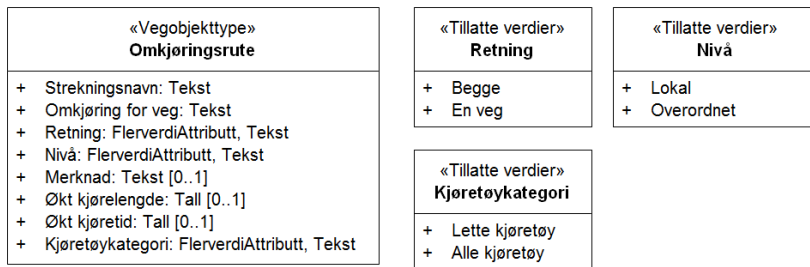 «Vegobjekttype»
Omkjøringsrute
+ Strekningsnavn: Tekst
+ Omkjøring for veg: Tekst
+ Retning: FlerverdiAttributt, Tekst
+ Nivå: FlerverdiAttributt, Tekst
+ Merknad: Tekst [0..1]
+ Økt kjørelengde: Tall [0..1]
+ Økt kjøretid: Tall [0..1]
+ Kjøretøykategori: FlerverdiAttributt, Tekst
«Tillatte verdier»
Retning
+ Begge
+ En veg
«Tillatte verdier»
Nivå
+ Lokal
+ Overordnet
«Tillatte verdier»
Kjøretøykategori
+ Lette kjøretøy
+ Alle kjøretøy